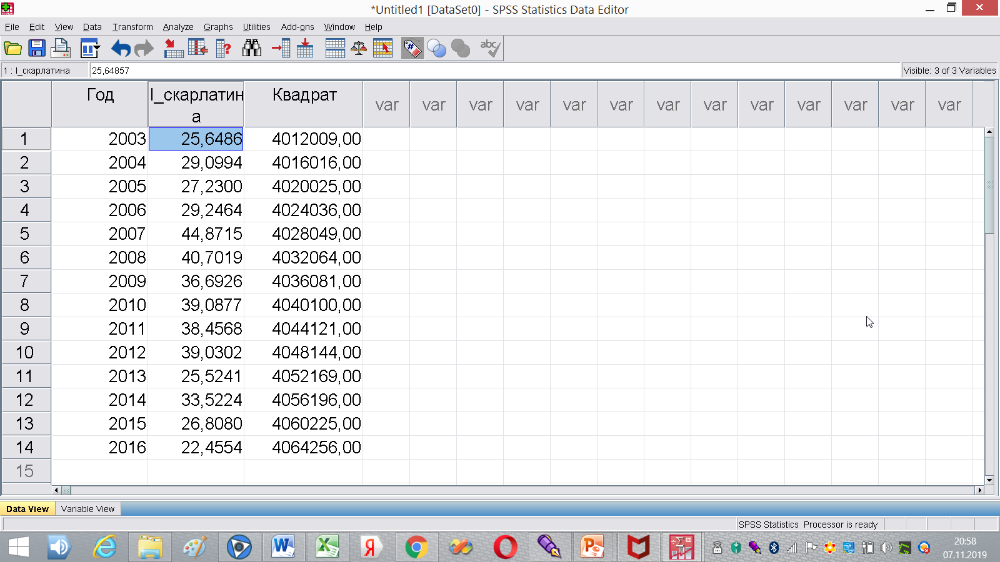 *Untitled1 [DataSet0] - SPSS Statistics Data Editor
File Edit View Data Transform Analyze Graphs Utilities Add-ons Window Help
1 : I_скарлатина 25,64857 Visible: 3 of 3 Variables
Год I_скарлатин Квадрат var var var var var var var var var var var var var
а
1 2003 25,6486 4012009,00
2 2004 29,0994 4016016,00
3 2005 27,2300 4020025,00
4 2006 29,2464 4024036,00
5 2007 44,8715 4028049,00
6 2008 40,7019 4032064,00
7 2009 36,6926 4036081,00
8 2010 39,0877 4040100,00
9 2011 38,4568 4044121,00
10 2012 39,0302 4048144,00
11 2013 25,5241 4052169,00
12 2014 33,5224 4056196,00
13 2015 26,8080 4060225,00
14 2016 22,4554 4064256,00
15
Data View Variable View
SPSS Statistics Processor is ready
20:58
07.11.2019